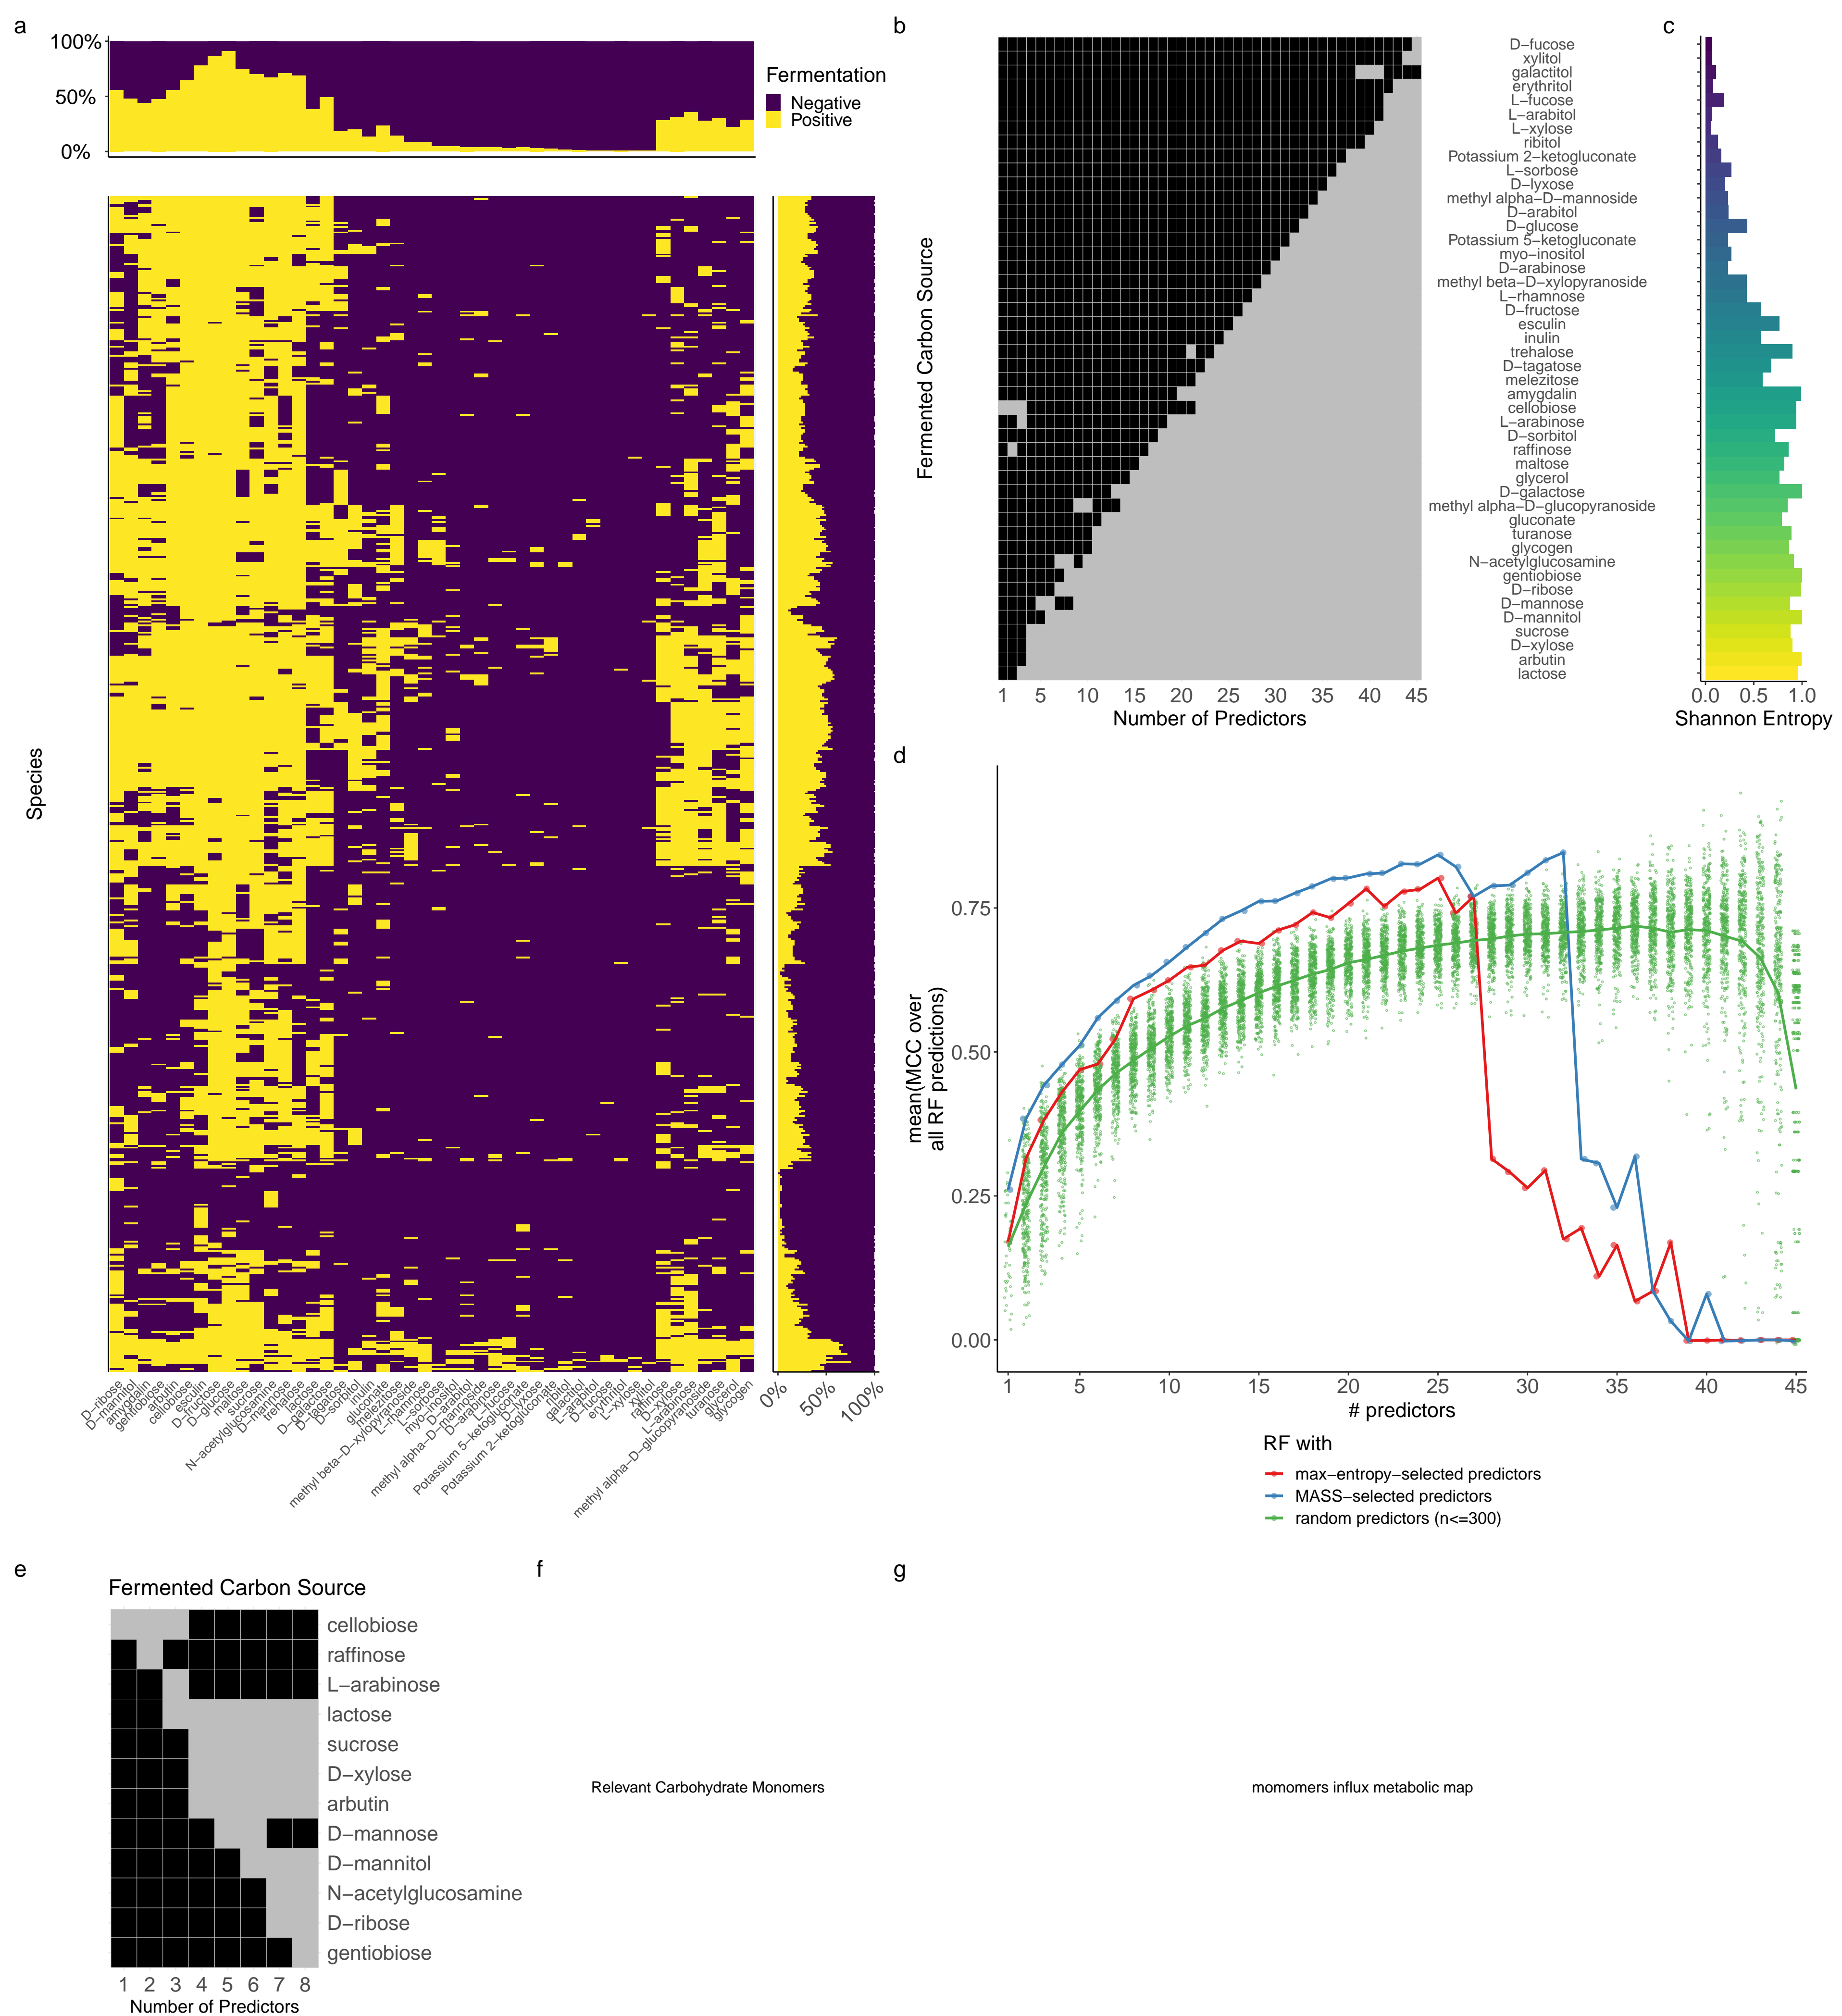 a
100%
50%
0%
Fermentation
Negative
Positive
Species
D−ribose
D−mannitol
amygdalin
gentiobiose
arbutin
cellobiose
esculin
D−fructose
D−glucose
maltose
sucrose
N−acetylglucosamine
D−mannose
trehalose
lactose
D−galactose
D−tagatose
D−sorbitol
inulin
gluconate
melezitose
methyl beta−D−xylopyranoside
L−rhamnose
L−sorbose
myo−inositol
D−arabitol
methyl alpha−D−mannoside
D−arabinose
L−fucose
Potassium 5−ketogluconate
D−lyxose
Potassium 2−ketogluconate
ribitol
galactitol
L−arabitol
D−fucose
erythritol
L−xylose
xylitol
raffinose
D−xylose
L−arabinose
methyl alpha−D−glucopyranoside
turanose
glycerol
glycogen
0%
50%
100%
b
Fermented Carbon Source
D−fucose
xylitol
galactitol
erythritol
L−fucose
L−arabitol
L−xylose
ribitol
Potassium 2−ketogluconate
L−sorbose
D−lyxose
methyl alpha−D−mannoside
D−arabitol
D−glucose
Potassium 5−ketogluconate
myo−inositol
D−arabinose
methyl beta−D−xylopyranoside
L−rhamnose
D−fructose
esculin
inulin
trehalose
D−tagatose
melezitose
amygdalin
cellobiose
L−arabinose
D−sorbitol
raffinose
maltose
glycerol
D−galactose
methyl alpha−D−glucopyranoside
gluconate
turanose
glycogen
N−acetylglucosamine
gentiobiose
D−ribose
D−mannose
D−mannitol
sucrose
D−xylose
arbutin
lactose
1 5 10 15 20 25 30 35 40 45
Number of Predictors
c
0.0 0.5 1.0
Shannon Entropy
d
mean(MCC over
all RF predictions)
0.75
0.50
0.25
0.00
1 5 10 15 20 25 30 35 40 45
# predictors
RF with
max−entropy−selected predictors
MASS−selected predictors
random predictors (n<=300)
e
Fermented Carbon Source
cellobiose
raffinose
L−arabinose
lactose
sucrose
D−xylose
arbutin
D−mannose
D−mannitol
N−acetylglucosamine
D−ribose
gentiobiose
1 2 3 4 5 6 7 8
Number of Predictors
f
Relevant Carbohydrate Monomers
g
momomers influx metabolic map